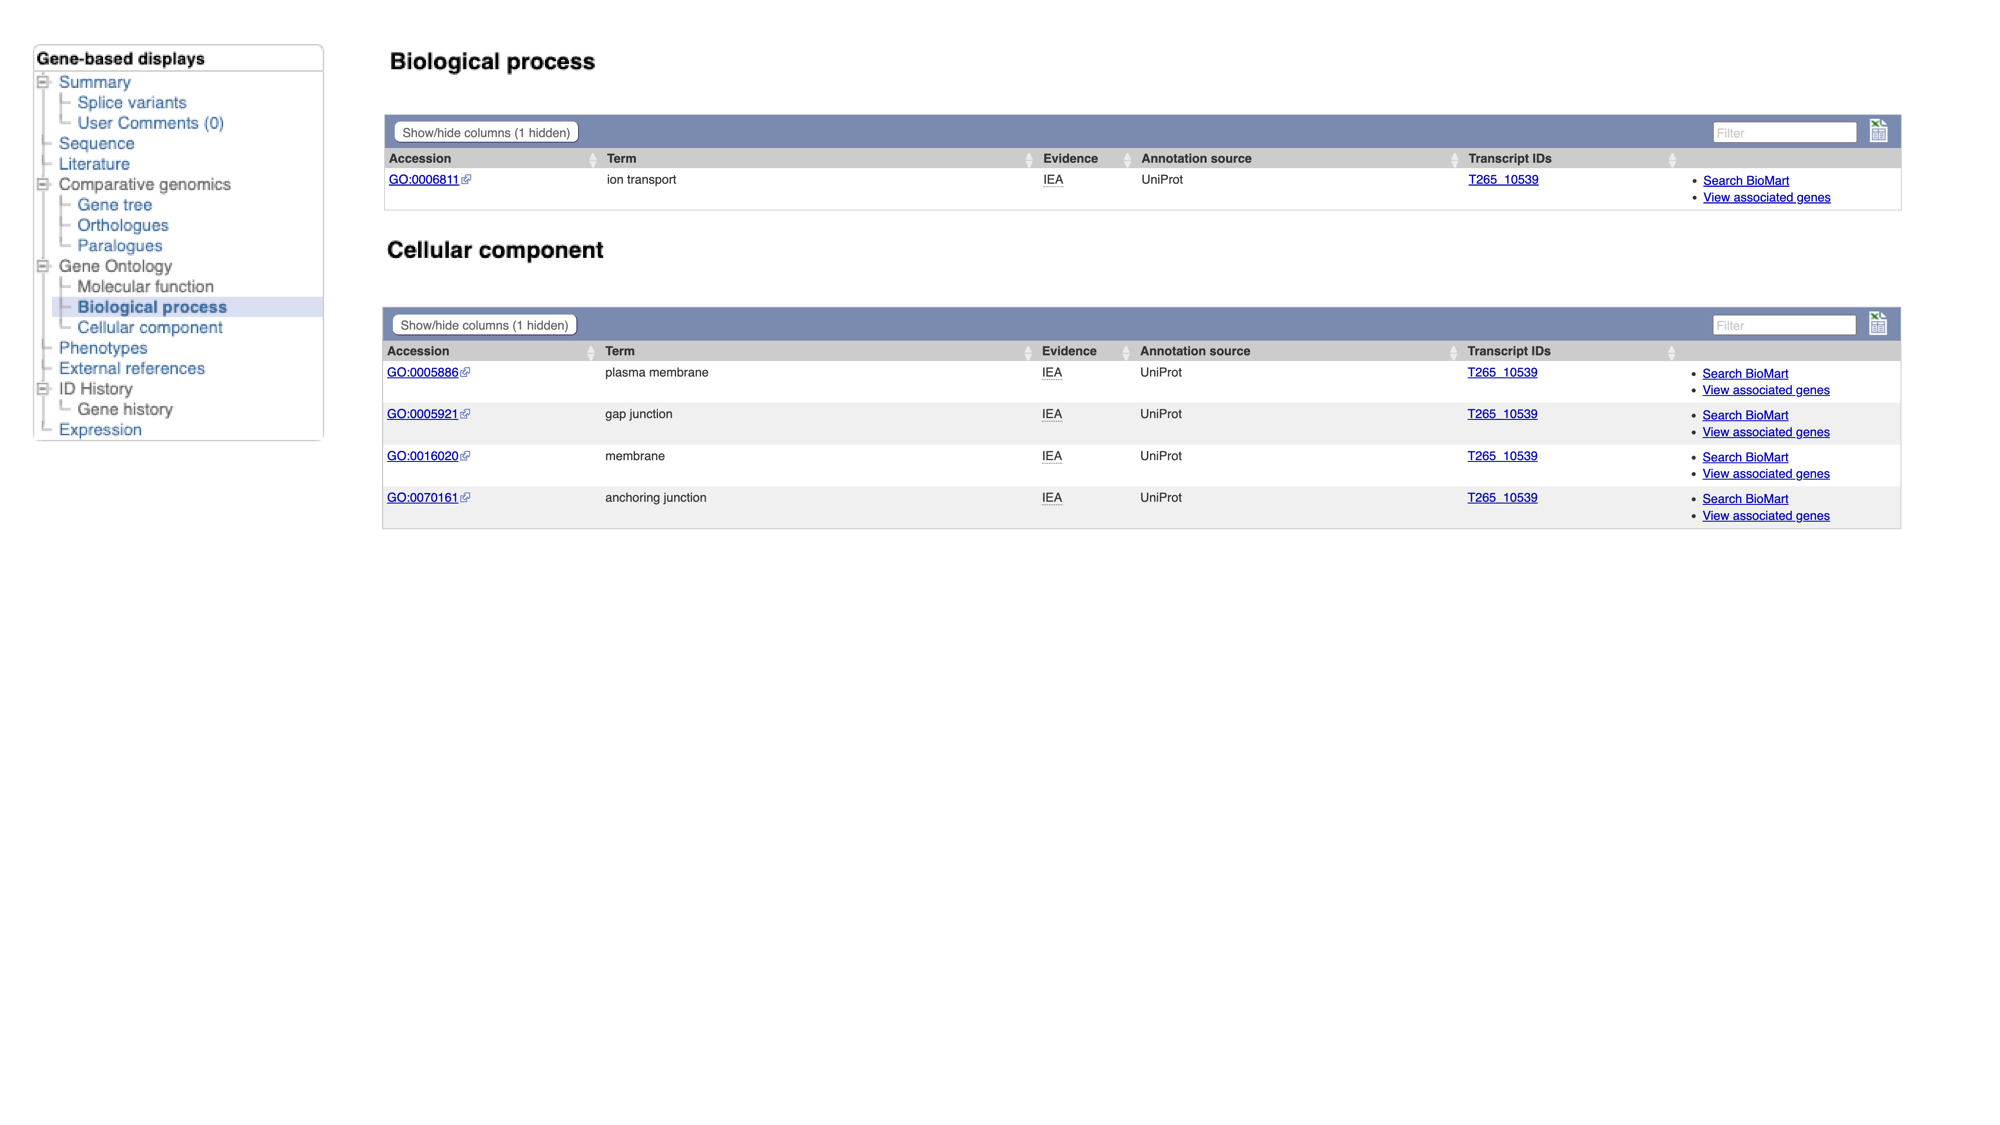 Gene-based displays
Summary
Splice variants
User Comments (0)
Sequence
Literature
Comparative genomics
Gene tree
Orthologues
Paralogues
Gene Ontology
Molecular function
Biological process
Cellular component
Phenotypes
External references
ID History
Gene history
Expression
Biological process
Show/hide columns (1 hidden) Filter
Accession Term Evidence Annotation source Transcript IDs
GO:0006811 ion transport IEA UniProt T265_10539 • Search BioMart
• View associated genes
Cellular component
Show/hide columns (1 hidden) Filter
Accession Term Evidence Annotation source Transcript IDs
GO:0005886 plasma membrane IEA UniProt T265_10539 • Search BioMart
• View associated genes
GO:0005921 gap junction IEA UniProt T265_10539 • Search BioMart
• View associated genes
GO:0016020 membrane IEA UniProt T265_10539 • Search BioMart
• View associated genes
GO:0070161 anchoring junction IEA UniProt T265_10539 • Search BioMart
• View associated genes